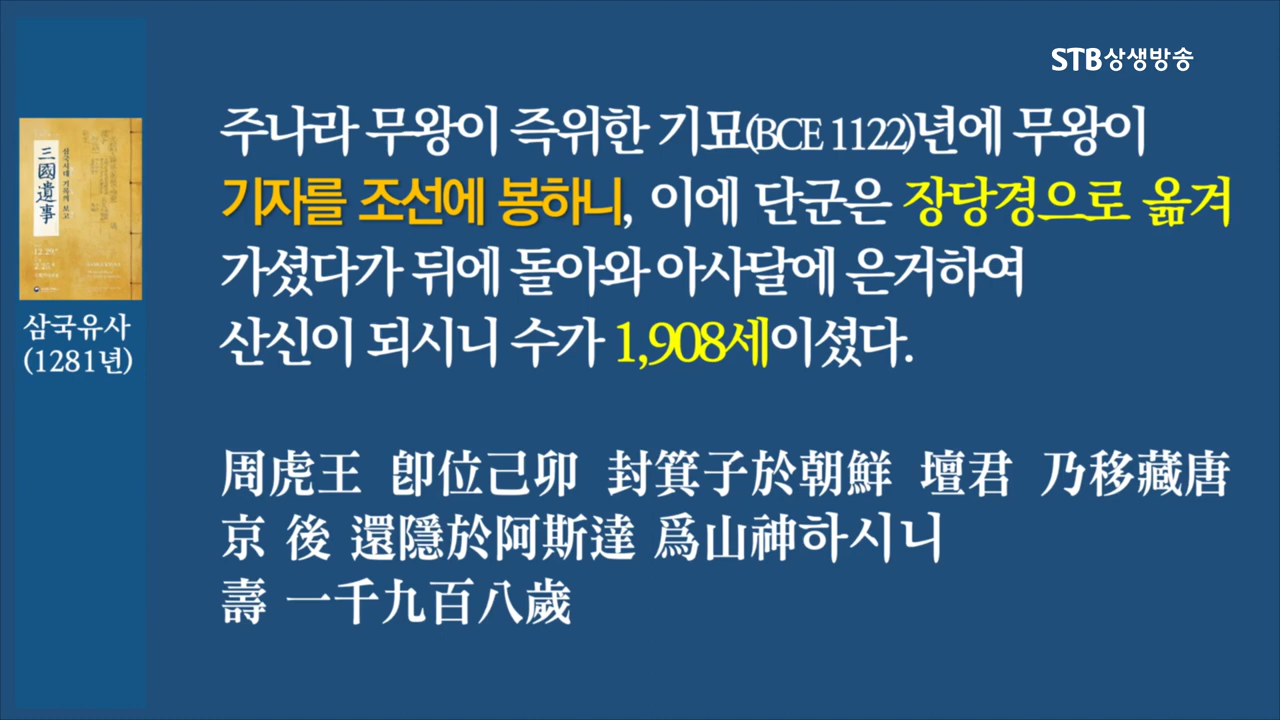 STB상생방송
주나라 무왕이 즉위한 기묘(BCE 1122)년에 무왕이
기자를 조선에 봉하니, 이에 단군은 장당경으로 옮겨
가셨다가 뒤에 돌아와 아사달에 은거하여
산신이 되시니 수가 1,908세이셨다.
三國遺事
삼국유사
(1281년)
周虎王 卽位己卯 封箕子於朝鮮 壇君 乃移藏唐
京 後 還隱於阿斯達 爲山神하시니
壽 一千九百八歲